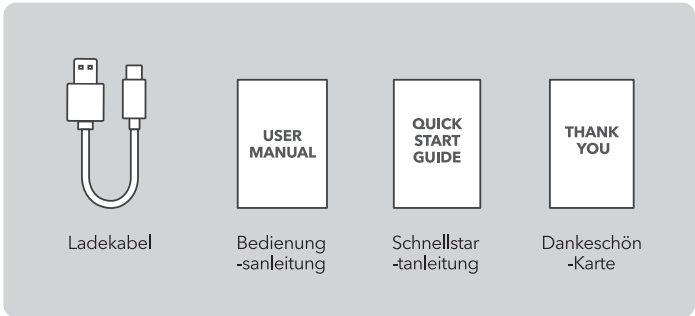 USER
MANUAL
QUICK
START
GUIDE
THANK
YOU
Ladekabel
Bedienung
-sanleitung
Schnellstar
-tanleitung
Dankeschön
-Karte